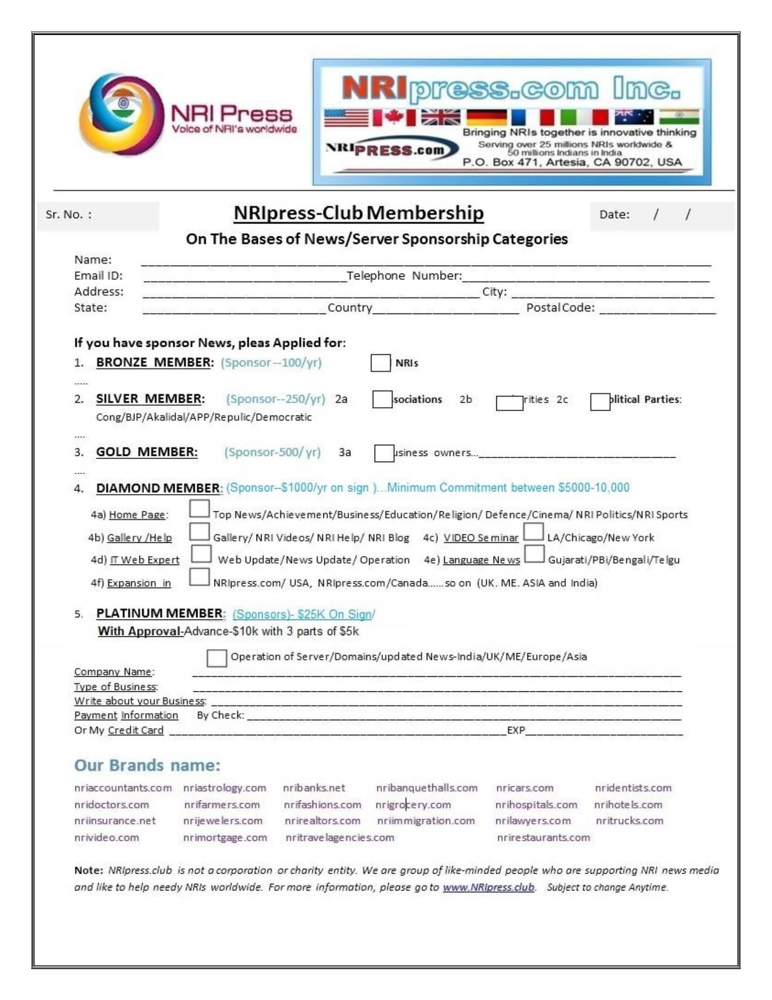 NRI Press
Voice of NRI's worldwide
NRIpress.com Inc.
Bringing NRIs together is innovative thinking
Serving over 25 millions NRIs worldwide &
50 millions Indians in India
NRIPRESS.com
P.O. Box 471, Artesia, CA 90702, USA
Sr. No. :
NRIpress-Club Membership
Date: / /
On The Bases of News/Server Sponsorship Categories
Name:
Email ID: Telephone Number:
Address: City:
State: Country Postal Code:
If you have sponsor News, pleas Applied for:
1. BRONZE MEMBER: (Sponsor--100/yr) NRIs
.....
2. SILVER MEMBER: (Sponsor--250/yr) 2a sociations 2b rities 2c litical Parties:
Cong/BJP/Akalidal/APP/Repulic/Democratic
....
3. GOLD MEMBER: (Sponsor-500/yr) 3a usiness owners...
....
4. DIAMOND MEMBER: (Sponsor--$1000/yr on sign )...Minimum Commitment between $5000-10,000
4a) Home Page: Top News/Achievement/Business/Education/Religion/ Defence/Cinema/ NRI Politics/NRI Sports
4b) Gallery /Help Gallery/ NRI Videos/ NRI Help/ NRI Blog 4c) VIDEO Seminar LA/Chicago/New York
4d) IT Web Expert Web Update/News Update/ Operation 4e) Language News Gujarati/PBi/Bengali/Telgu
4f) Expansion in NRIpress.com/ USA, NRIpress.com/Canada......so on (UK. ME. ASIA and India)
5. PLATINUM MEMBER: (Sponsors)- $25K On Sign/
With Approval-Advance-$10k with 3 parts of $5k
Operation of Server/Domains/updated News-India/UK/ME/Europe/Asia
Company Name:
Type of Business:
Write about your Business:
Payment Information By Check:
Or My Credit Card EXP
Our Brands name:
nriaccountants.com nriastrology.com nribanks.net nribanquethalls.com nricars.com nridentists.com
nridoctors.com nrifarmers.com nrifashions.com nrigrocery.com nrihospitals.com nrihotels.com
nriinsurance.net nrijewelers.com nrirealtors.com nriimmigration.com nrilawyers.com nritrucks.com
nrivideo.com nrimortgage.com nritravelagencies.com nrirestaurants.com
Note: NRIpress.club is not a corporation or charity entity. We are group of like-minded people who are supporting NRI news media
and like to help needy NRIs worldwide. For more information, please go to www.NRIpress.club. Subject to change Anytime.